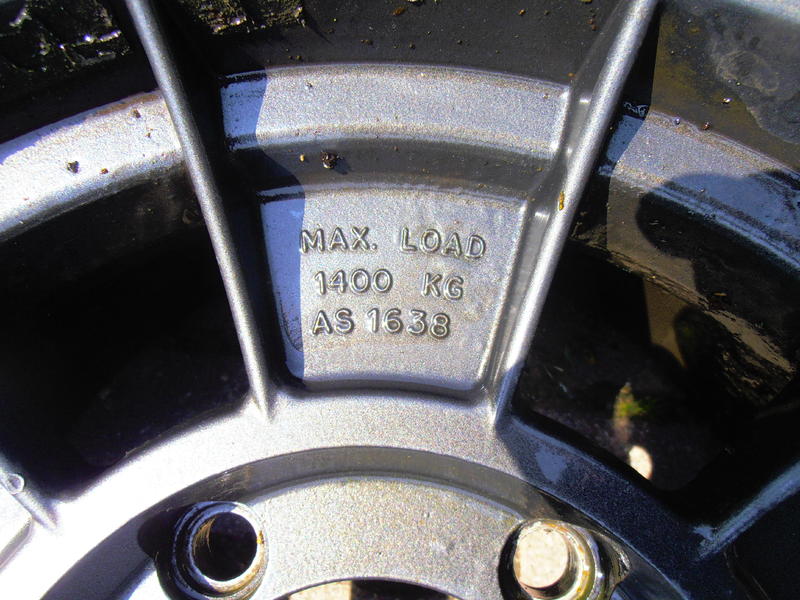 MAX. LOAD
1400 KG
AS 1638